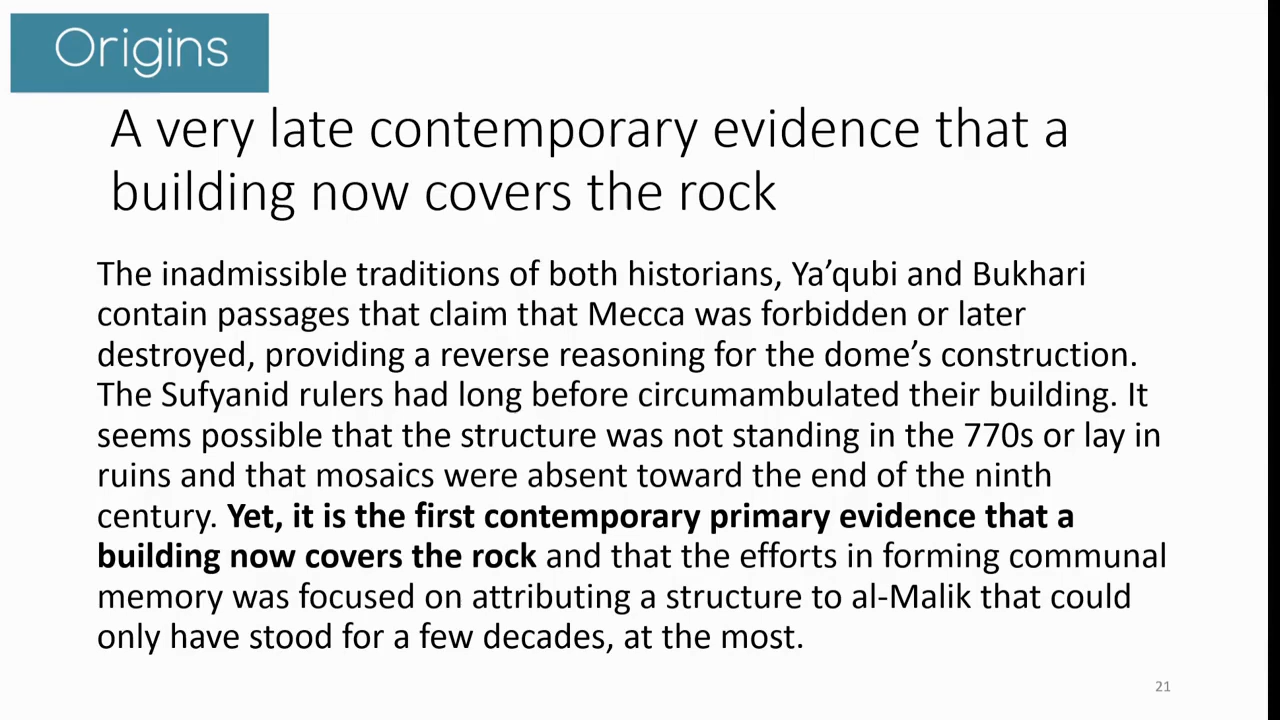 Origins
A very late contemporary evidence that a
building now covers the rock
The inadmissible traditions of both historians, Ya’qubi and Bukhari
contain passages that claim that Mecca was forbidden or later
destroyed, providing a reverse reasoning for the dome’s construction.
The Sufyanid rulers had long before circumambulated their building. It
seems possible that the structure was not standing in the 770s or lay in
ruins and that mosaics were absent toward the end of the ninth
century. Yet, it is the first contemporary primary evidence that a
building now covers the rock and that the efforts in forming communal
memory was focused on attributing a structure to al-Malik that could
only have stood for a few decades, at the most.
21